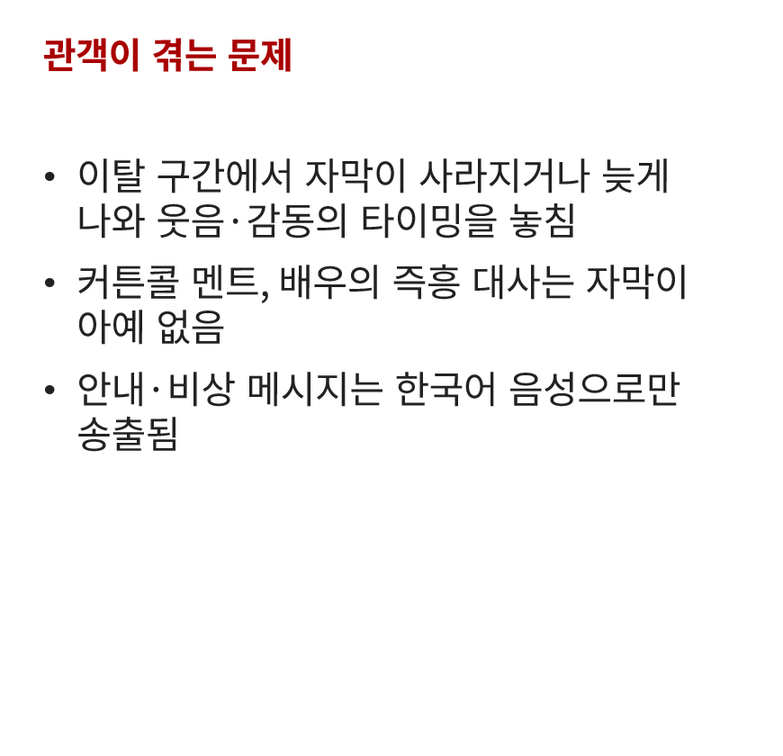 관객이 겪는 문제
• 이탈 구간에서 자막이 사라지거나 늦게
나와 웃음·감동의 타이밍을 놓침
• 커튼콜 멘트, 배우의 즉흥 대사는 자막이
아예 없음
• 안내·비상 메시지는 한국어 음성으로만
송출됨